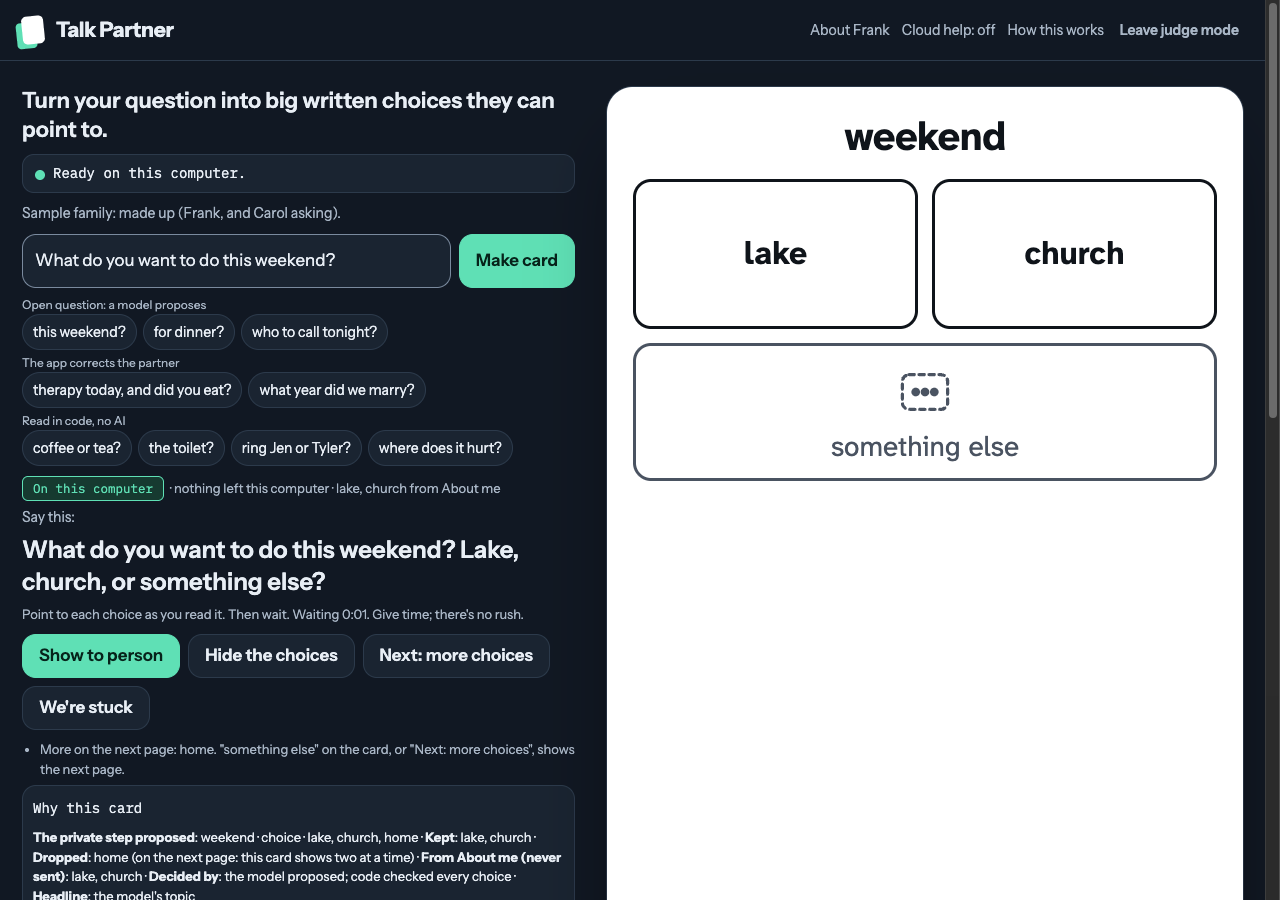 Talk Partner
About Frank Cloud help: off How this works Leave judge mode
Turn your question into big written choices they can
point to.
Ready on this computer.
Sample family: made up (Frank, and Carol asking).
What do you want to do this weekend?
Make card
Open question: a model proposes
this weekend? for dinner? who to call tonight?
The app corrects the partner
therapy today, and did you eat? what year did we marry?
Read in code, no AI
coffee or tea? the toilet? ring Jen or Tyler? where does it hurt?
On this computer · nothing left this computer · lake, church from About me
Say this:
What do you want to do this weekend? Lake,
church, or something else?
Point to each choice as you read it. Then wait. Waiting 0:01. Give time; there's no rush.
Show to person Hide the choices Next: more choices
We're stuck
• More on the next page: home. "something else" on the card, or "Next: more choices", shows
the next page.
Why this card
The private step proposed: weekend · choice · lake, church, home · Kept: lake, church ·
Dropped: home (on the next page: this card shows two at a time) · From About me (never
sent): lake, church · Decided by: the model proposed; code checked every choice ·
Headline: the model's topic
weekend
lake church
something else